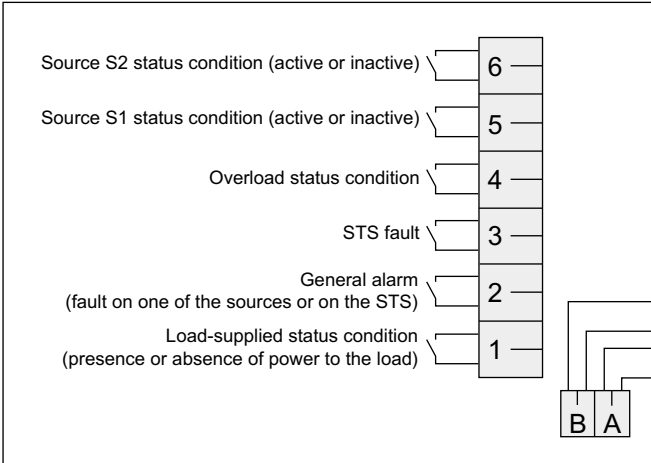 Source S2 status condition (active or inactive) 6
Source S1 status condition (active or inactive) 5
Overload status condition 4
STS fault 3
General alarm
(fault on one of the sources or on the STS) 2
Load-supplied status condition
(presence or absence of power to the load) 1
B A